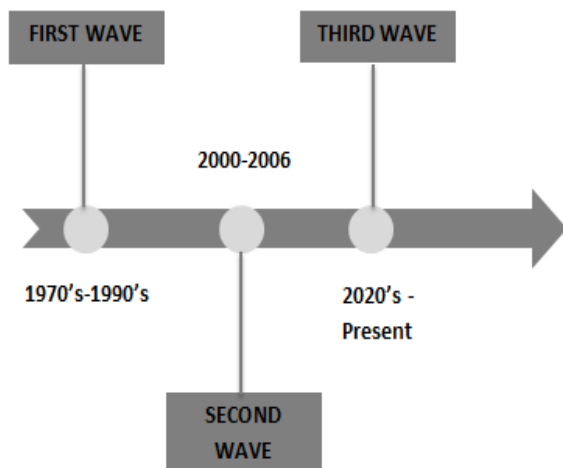 FIRST WAVE
THIRD WAVE
2000-2006
1970’s-1990’s
2020’s -
Present
SECOND
WAVE